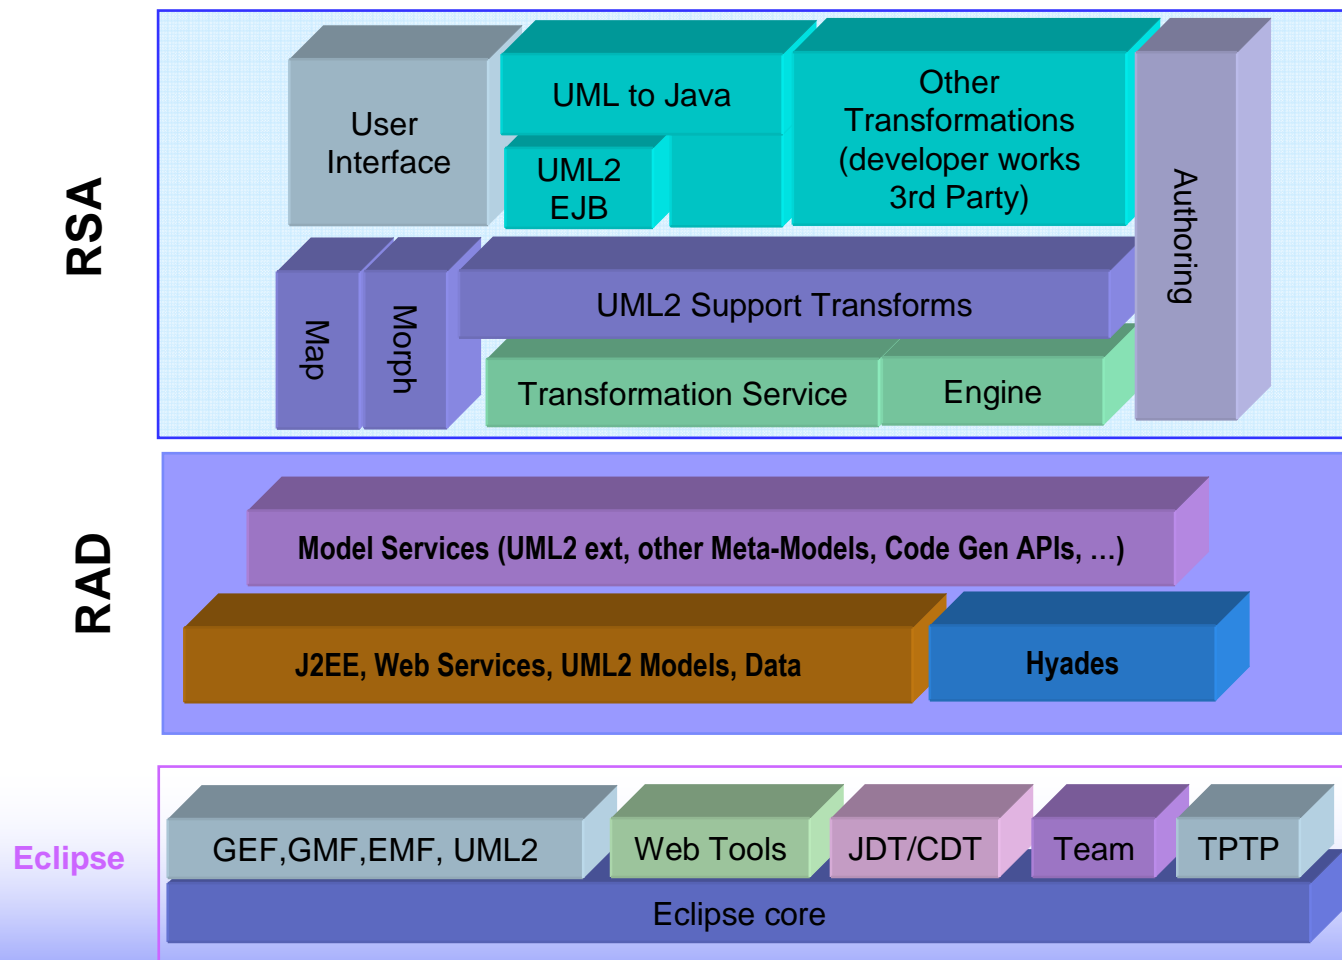 RSA
User
Interface
UML to Java
UML2
EJB
Other
Transformations
(developer works
3rd Party)
Authoring
Map
Morph
UML2 Support Transforms
Transformation Service
Engine
RAD
Model Services (UML2 ext, other Meta-Models, Code Gen APIs, …)
J2EE, Web Services, UML2 Models, Data
Hyades
Eclipse
GEF,GMF,EMF, UML2
Web Tools
JDT/CDT
Team
TPTP
Eclipse core